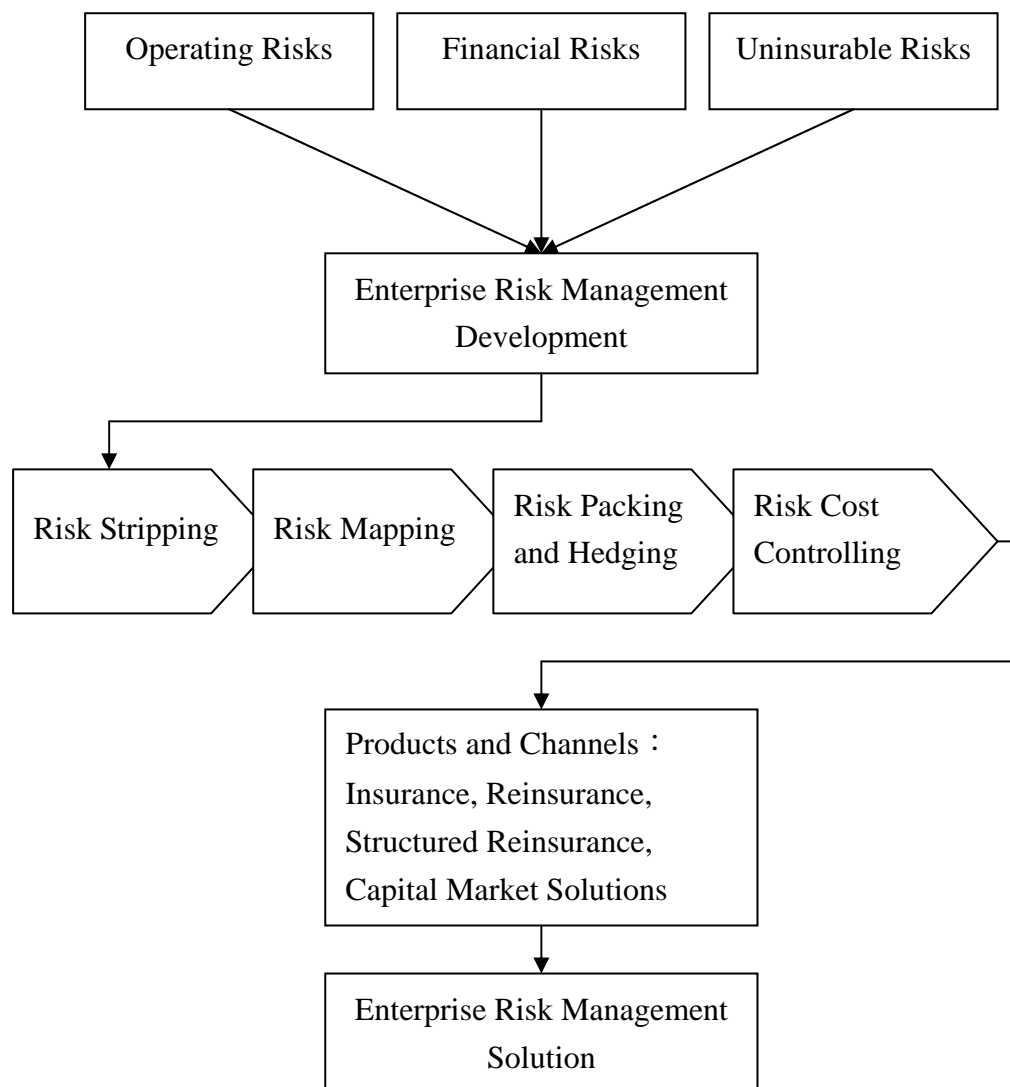 Operating Risks
Financial Risks
Uninsurable Risks
Enterprise Risk Management
Development
Risk Stripping
Risk Mapping
Risk Packing
and Hedging
Risk Cost
Controlling
Products and Channels：
Insurance, Reinsurance,
Structured Reinsurance,
Capital Market Solutions
Enterprise Risk Management
Solution